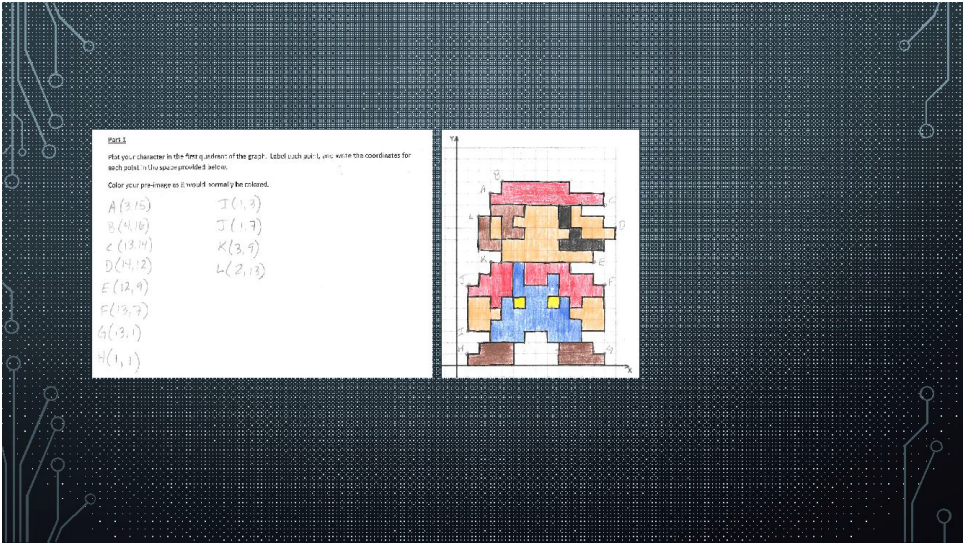 Part 1
Plot your character in the first quadrant of the graph. Label each point, and write the coordinates for
each point in the space provided below.
Color your pre-image as it would normally be colored.
A (3,15)
B (4,16)
C (13,14)
D (14,12)
E (12,9)
F (13,7)
G (13,1)
H (1,1)
I (1,3)
J (1,7)
K (3,9)
L (2,13)
Y
B
A
C
L
D
K
E
J
F
I
H
G
X